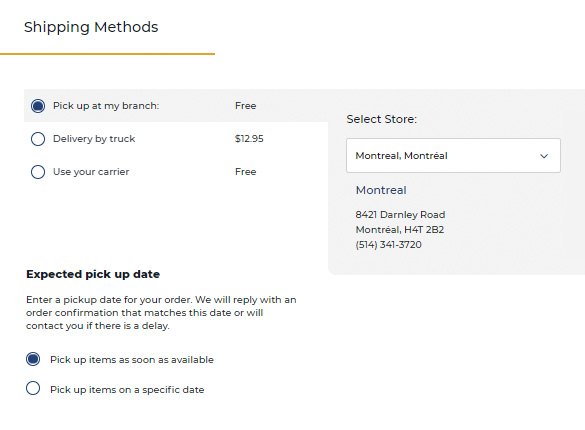 Shipping Methods
Pick up at my branch: Free
Delivery by truck $12.95
Use your carrier Free
Select Store:
Montreal, Montréal
Montreal
8421 Darnley Road
Montréal, H4T 2B2
(514) 341-3720
Expected pick up date
Enter a pickup date for your order. We will reply with an
order confirmation that matches this date or will
contact you if there is a delay.
Pick up items as soon as available
Pick up items on a specific date